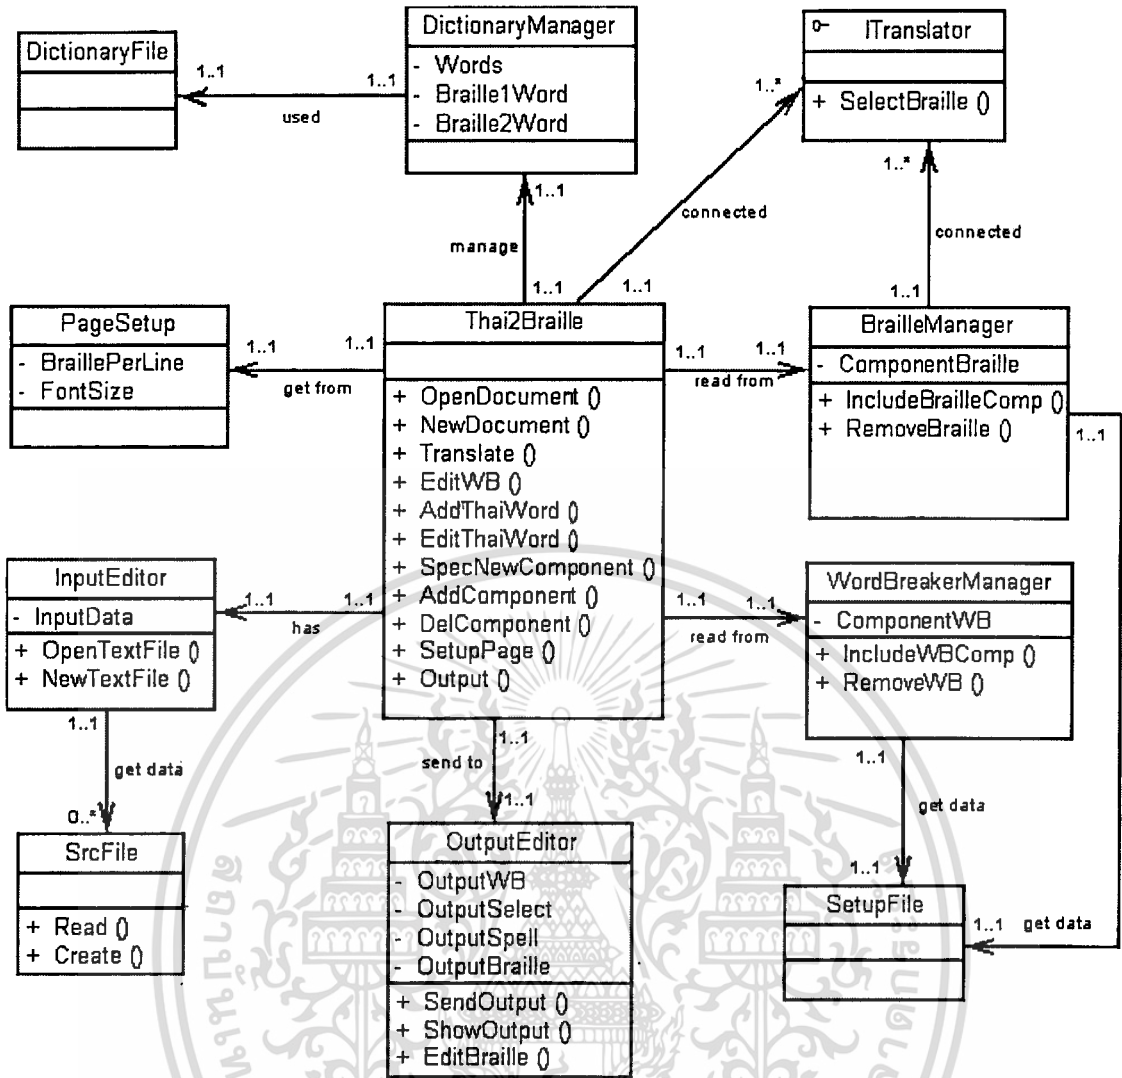 DictionaryFile
1..1
1..1
used
DictionaryManager
- Words
- Braille1Word
- Braille2Word
1..1
manage
1..1
ITranslator
+ SelectBraille ()
1..*
connected
1..1
1..*
connected
1..1
PageSetup
- BraillePerLine
- FontSize
1..1
1..1
get from
Thai2Braille
+ OpenDocument ()
+ NewDocument ()
+ Translate ()
+ EditWB ()
+ AddThaiWord ()
+ EditThaiWord ()
+ SpecNewComponent ()
+ AddComponent ()
+ DelComponent ()
+ SetupPage ()
+ Output ()
1..1
1..1
read from
BrailleManager
- ComponentBraille
+ IncludeBrailleComp ()
+ RemoveBraille ()
1..1
InputEditor
- InputData
+ OpenTextFile ()
+ NewTextFile ()
1..1
1..1
has
1..1
1..1
read from
WordBreakerManager
- ComponentWB
+ IncludeWBComp ()
+ RemoveWB ()
1..1
get data
0..*
SrcFile
+ Read ()
+ Create ()
1..1
send to
1..1
OutputEditor
- OutputWB
- OutputSelect
- OutputSpell
- OutputBraille
+ SendOutput ()
+ ShowOutput ()
+ EditBraille ()
1..1
get data
1..1
SetupFile
1..1
get data